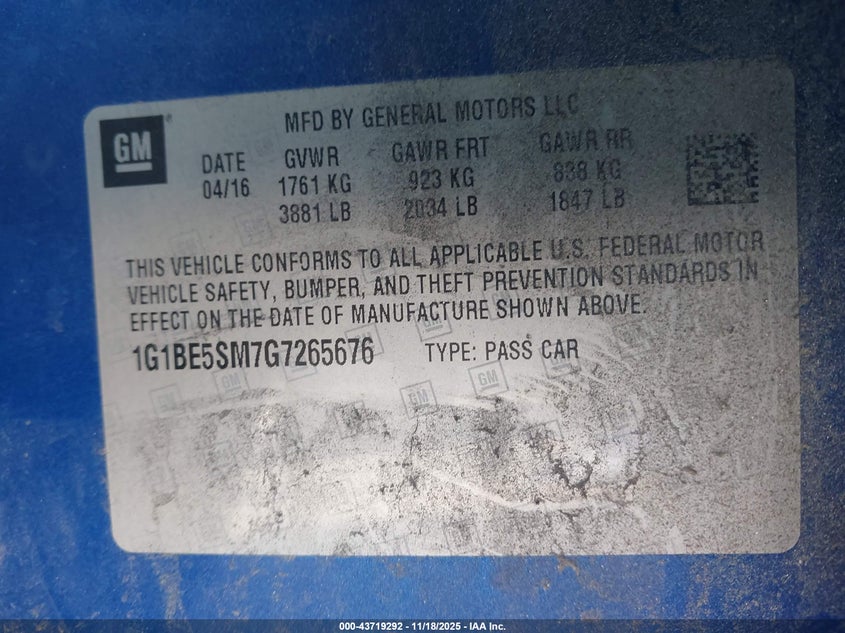 GM
MFD BY GENERAL MOTORS LLC
DATE GVWR GAWR FRT GAWR RR
04/16 1761 KG 923 KG 838 KG
3881 LB 2034 LB 1847 LB
THIS VEHICLE CONFORMS TO ALL APPLICABLE U.S. FEDERAL MOTOR
VEHICLE SAFETY, BUMPER, AND THEFT PREVENTION STANDARDS IN
EFFECT ON THE DATE OF MANUFACTURE SHOWN ABOVE.
1G1BE5SM7G7265676 TYPE: PASS CAR
000-43719292 - 11/18/2025 - IAA Inc.